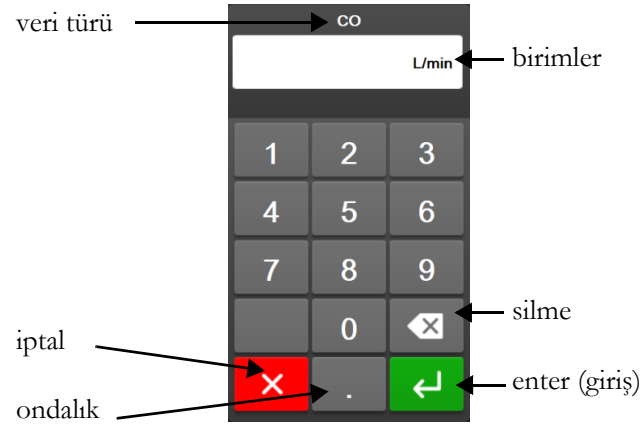 veri türü
CO
L/min
birimler
1 2 3
4 5 6
7 8 9
0
silme
iptal
.
enter (giriş)
ondalık